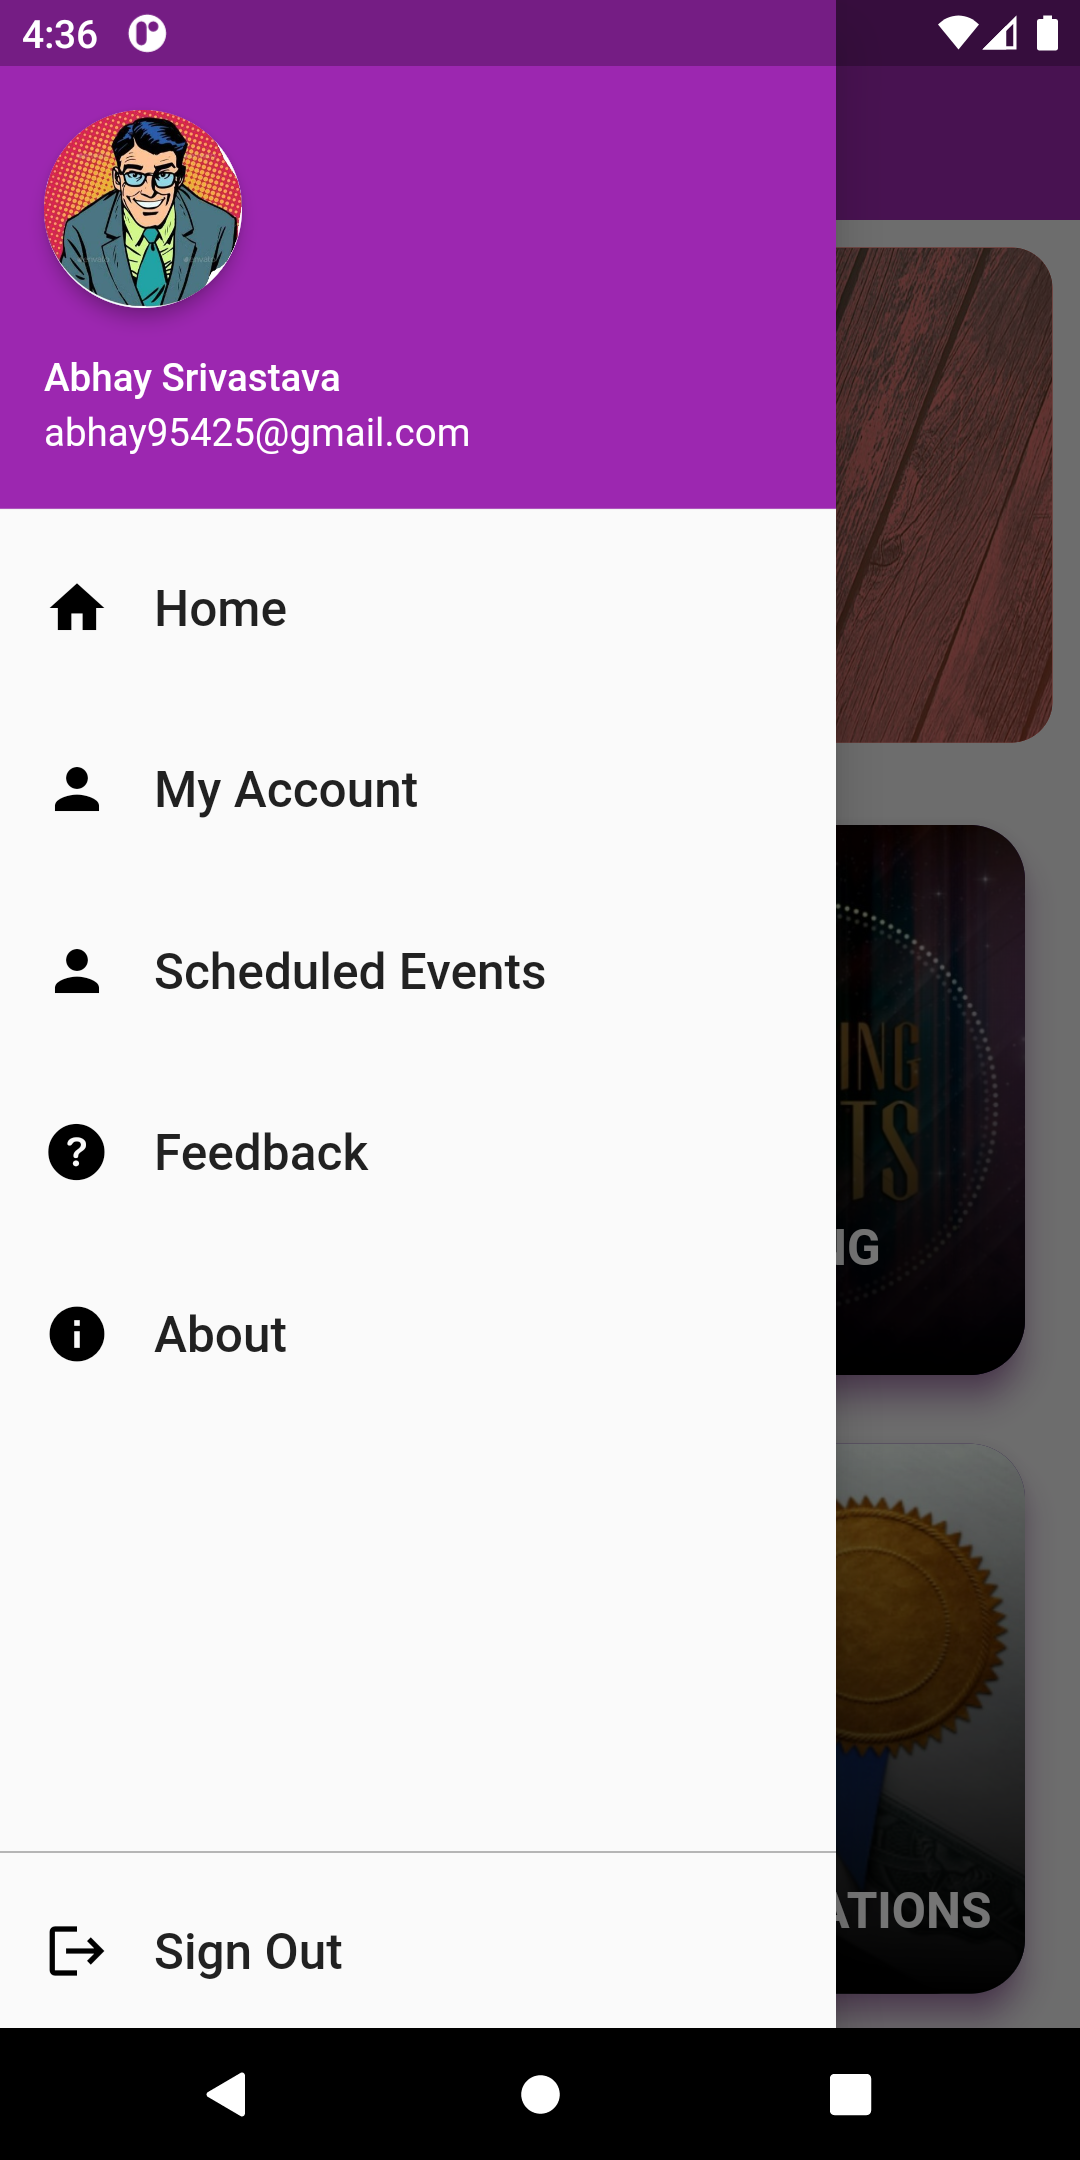 4:36
Abhay Srivastava
abhay95425@gmail.com
Home
My Account
Scheduled Events
Feedback
About
Sign Out
ING
TS
NG
ATIONS